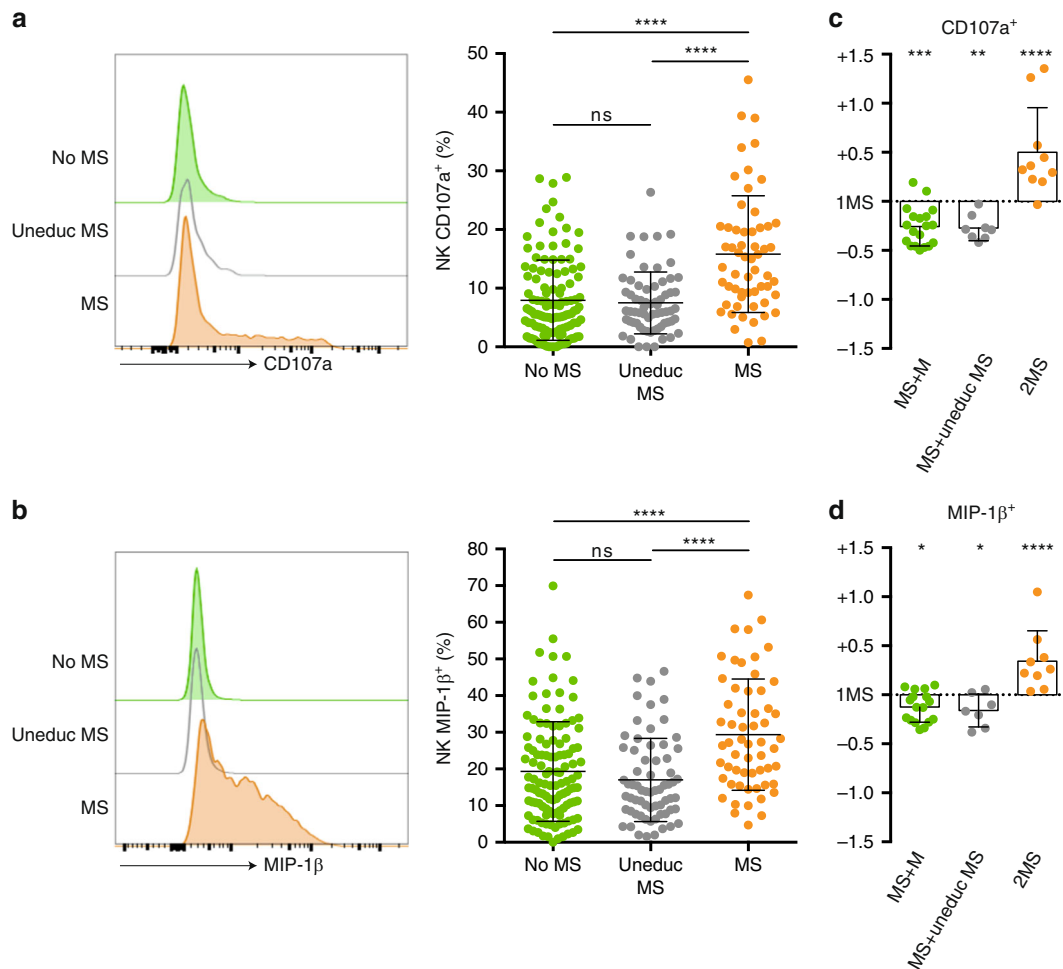 a
No MS
Uneduc MS
MS
CD107a
NK CD107a⁺ (%)
50
40
30
20
10
0
****
****
ns
No MS
Uneduc
MS
MS
c
CD107a⁺
***
**
****
+1.5
+1.0
+0.5
1MS
−0.5
−1.0
−1.5
MS+M
MS+uneduc MS
2MS
b
No MS
Uneduc MS
MS
MIP-1β
NK MIP-1β⁺ (%)
80
70
60
50
40
30
20
10
0
****
ns
****
No MS
Uneduc
MS
MS
d
MIP-1β⁺
*
*
****
+1.5
+1.0
+0.5
1MS
−0.5
−1.0
−1.5
MS+M
MS+uneduc MS
2MS